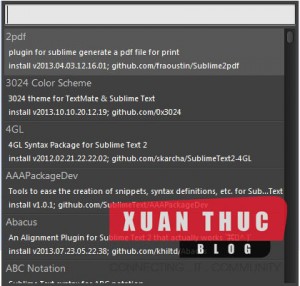 2pdf
plugin for sublime generate a pdf file for print
install v2013.04.03.12.16.01; github.com/fraoustin/Sublime2pdf
3024 Color Scheme
3024 theme for TextMate & Sublime Text
install v2013.10.10.20.12.19; github.com/0x3024
4GL
4GL Syntax Package for Sublime Text 2
install v2012.02.21.22.22.02; github.com/skarcha/SublimeText2-4GL
AAAPackageDev
Tools to ease the creation of snippets, syntax definitions, etc. for Sub...Text
install v1.0.1; github.com/SublimeText/AAAPackageDev
Abacus
An Alignment Plugin for Sublime Text 2 that actually works
install v2013.07.23.05.22.38; github.com/khiltd/Abacus
XUAN THUC
BLOG
ABC Notation